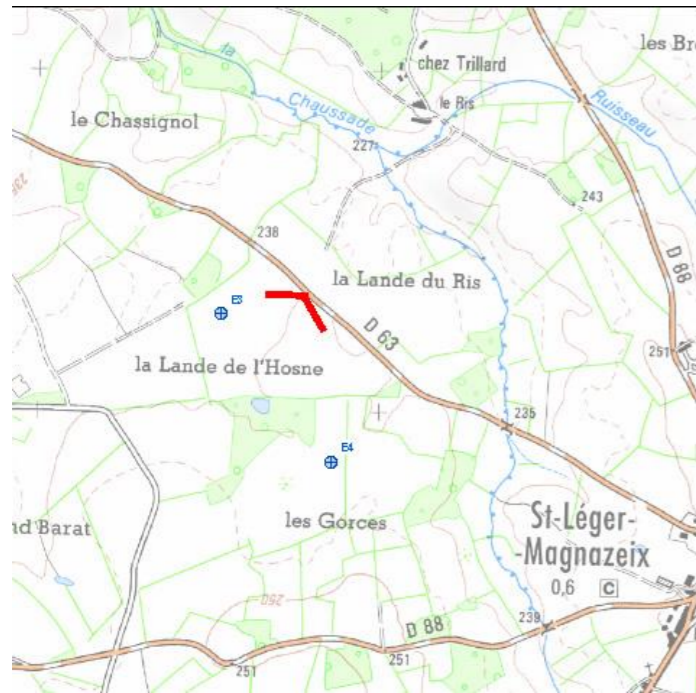 les Br
chez Trillard
la
Chaussade
le Ris
Ruisseau
le Chassignol
227
243
238
D 88
la Lande du Ris
E3
D 63
251
la Lande de l'Hosne
235
E4
les Gorces
St-Léger-
-Magnazeix
nd Barat
0,6 C
250
239
D 88
251
251